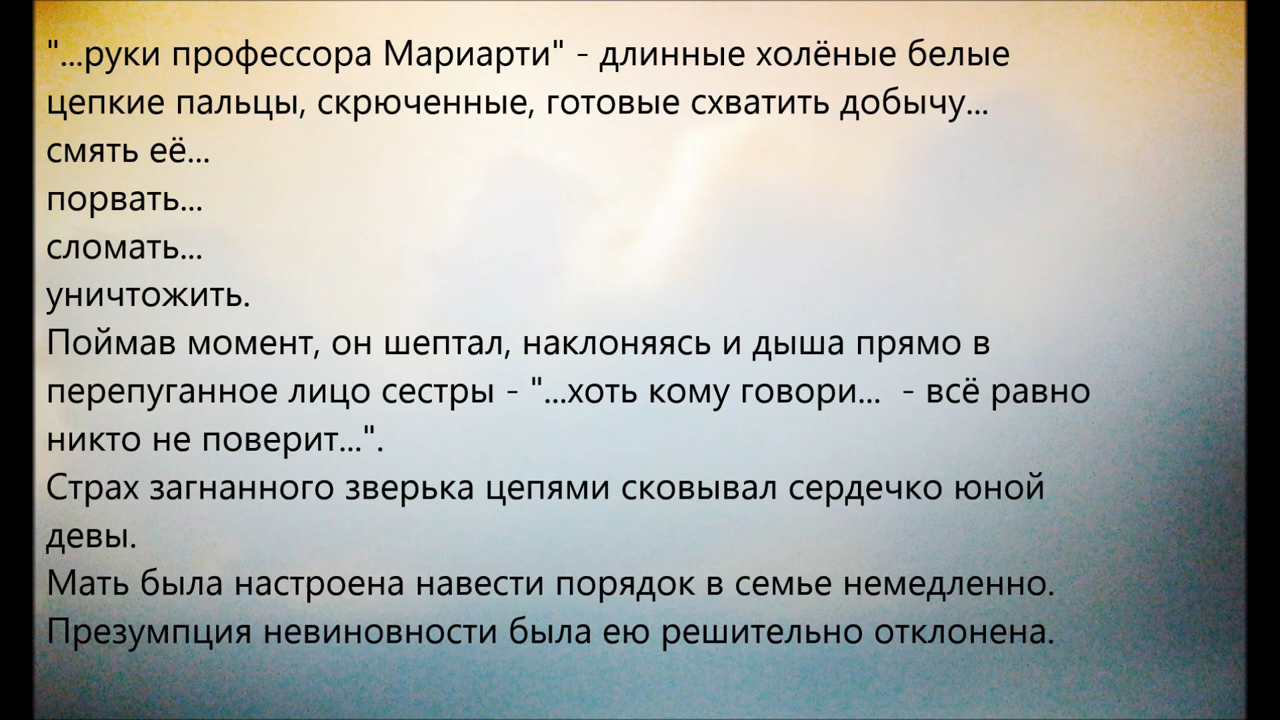 "...руки профессора Мариарти" - длинные холёные белые
цепкие пальцы, скрюченные, готовые схватить добычу...
смять её...
порвать...
сломать...
уничтожить.
Поймав момент, он шептал, наклоняясь и дыша прямо в
перепуганное лицо сестры - "...хоть кому говори...  - всё равно
никто не поверит...".
Страх загнанного зверька цепями сковывал сердечко юной
девы.
Мать была настроена навести порядок в семье немедленно.
Презумпция невиновности была ею решительно отклонена.